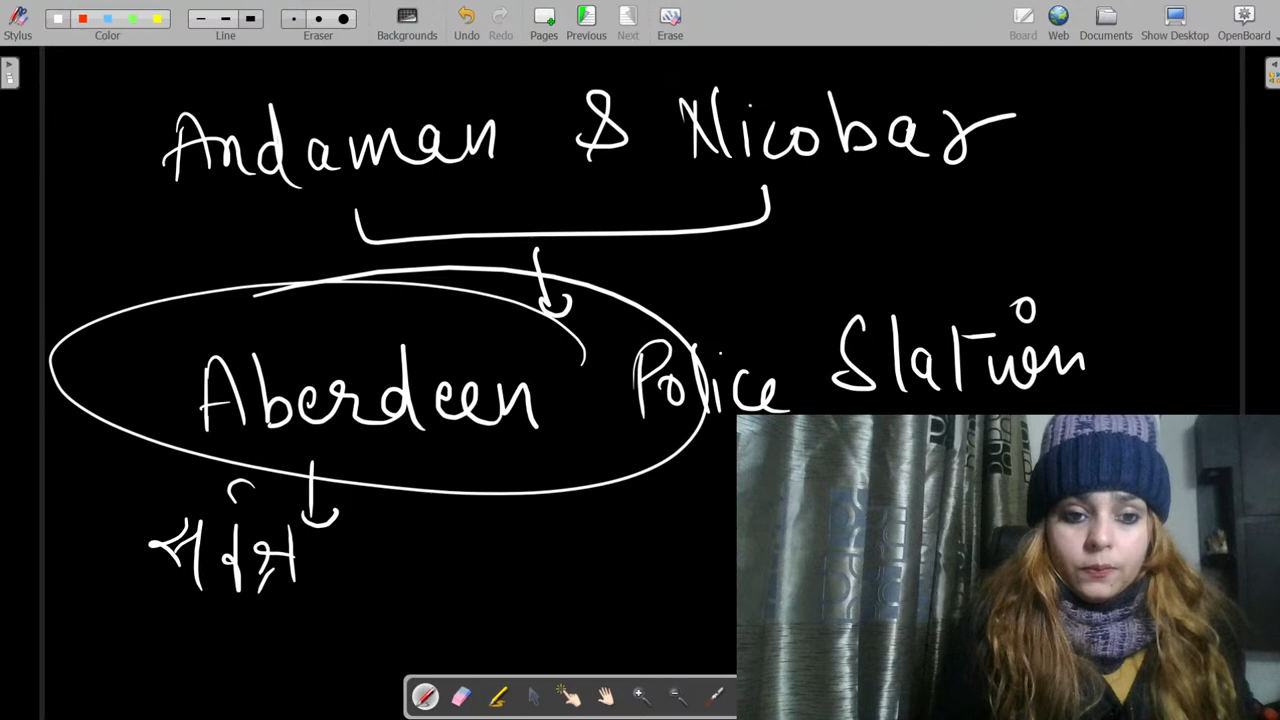 Stylus
Color
Line
Eraser
Backgrounds
Undo
Redo
Pages
Previous
Next
Erase
Board
Web
Documents
Show Desktop
OpenBoard
Andaman & Nicobar
Aberdeen Police Station